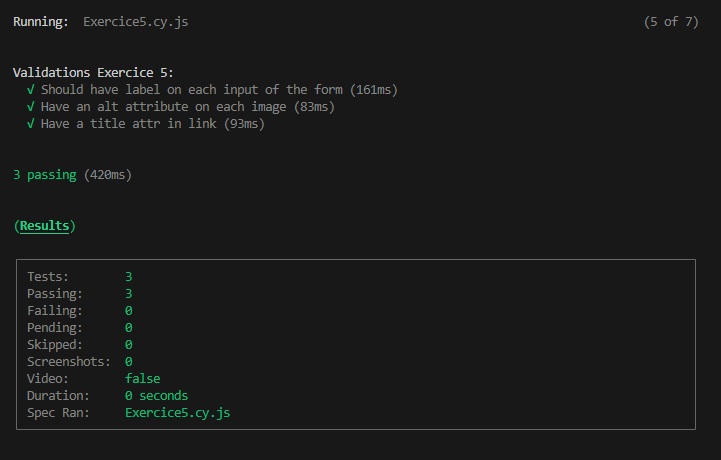 Running: Exercice5.cy.js (5 of 7)
Validations Exercice 5:
√ Should have label on each input of the form (161ms)
√ Have an alt attribute on each image (83ms)
√ Have a title attr in link (93ms)
3 passing (420ms)
(Results)
Tests: 3
Passing: 3
Failing: 0
Pending: 0
Skipped: 0
Screenshots: 0
Video: false
Duration: 0 seconds
Spec Ran: Exercice5.cy.js